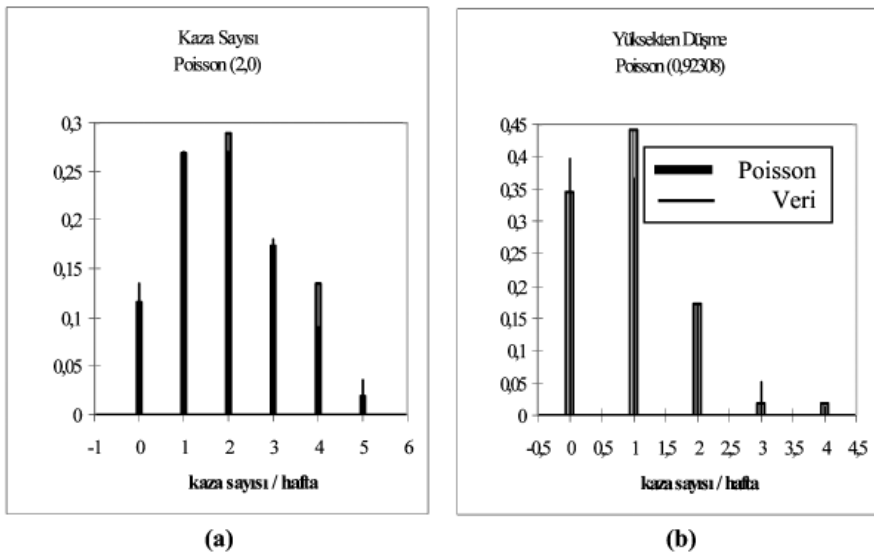 Kaza Sayısı
Poisson (2,0)
0,3
0,25
0,2
0,15
0,1
0,05
0
-1 0 1 2 3 4 5 6
kaza sayısı / hafta
(a)
Yüksekten Düşme
Poisson (0,92308)
0,45
0,4
0,35
0,3
0,25
0,2
0,15
0,1
0,05
0
Poisson
Veri
-0,5 0 0,5 1 1,5 2 2,5 3 3,5 4 4,5
kaza sayısı / hafta
(b)